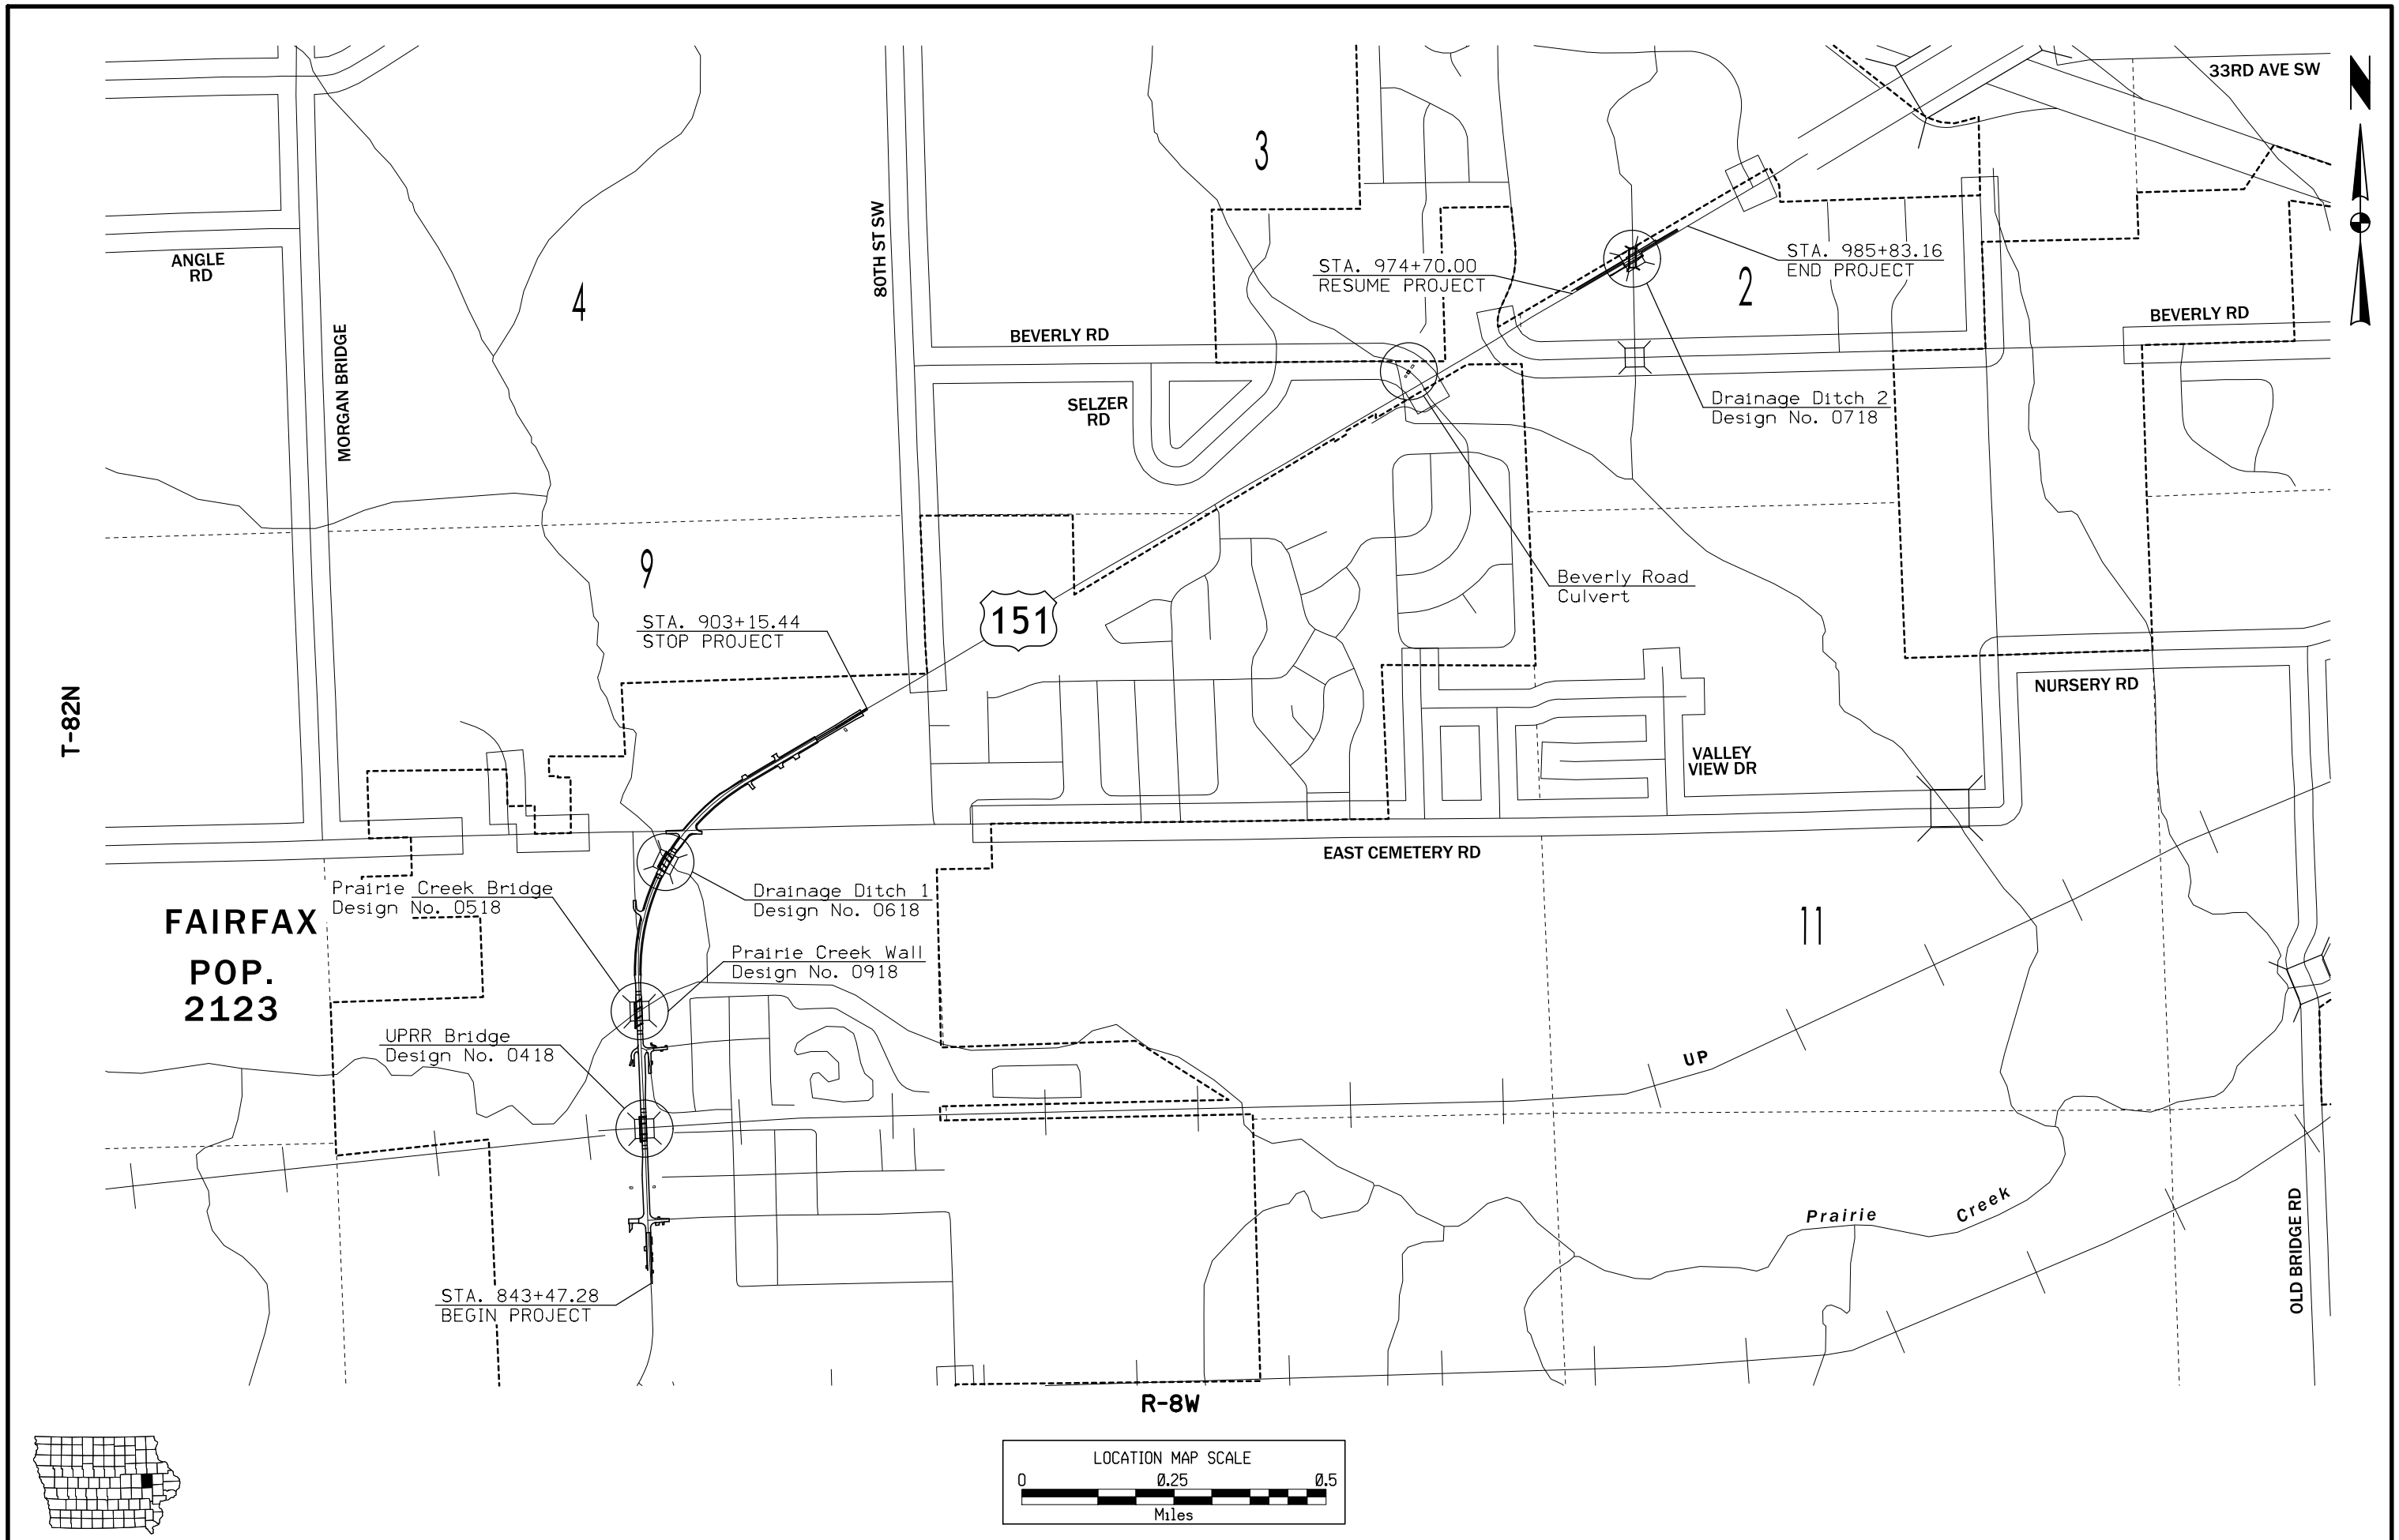 33RD AVE SW
N
3
80TH ST SW
ANGLE
RD
4
STA. 974+70.00
RESUME PROJECT
STA. 985+83.16
END PROJECT
2
MORGAN BRIDGE
BEVERLY RD
BEVERLY RD
SELZER
RD
Drainage Ditch 2
Design No. 0718
9
Beverly Road
Culvert
151
STA. 903+15.44
STOP PROJECT
T-82N
NURSERY RD
VALLEY
VIEW DR
EAST CEMETERY RD
Prairie Creek Bridge
Design No. 0518
Drainage Ditch 1
Design No. 0618
FAIRFAX
POP.
2123
11
Prairie Creek Wall
Design No. 0918
UPRR Bridge
Design No. 0418
UP
Prairie Creek
OLD BRIDGE RD
STA. 843+47.28
BEGIN PROJECT
R-8W
LOCATION MAP SCALE
0 0.25 0.5
Miles